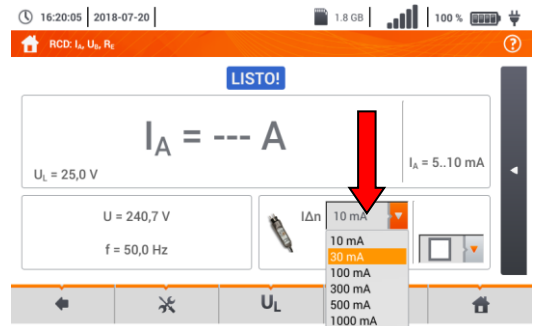 16:20:05 2018-07-20 1.8 GB 100 %
RCD: IA, UB, RE
LISTO!
IA = --- A
UL = 25,0 V
IA = 5..10 mA
U = 240,7 V
f = 50,0 Hz
IΔn 10 mA
10 mA
30 mA
100 mA
300 mA
500 mA
1000 mA
UL